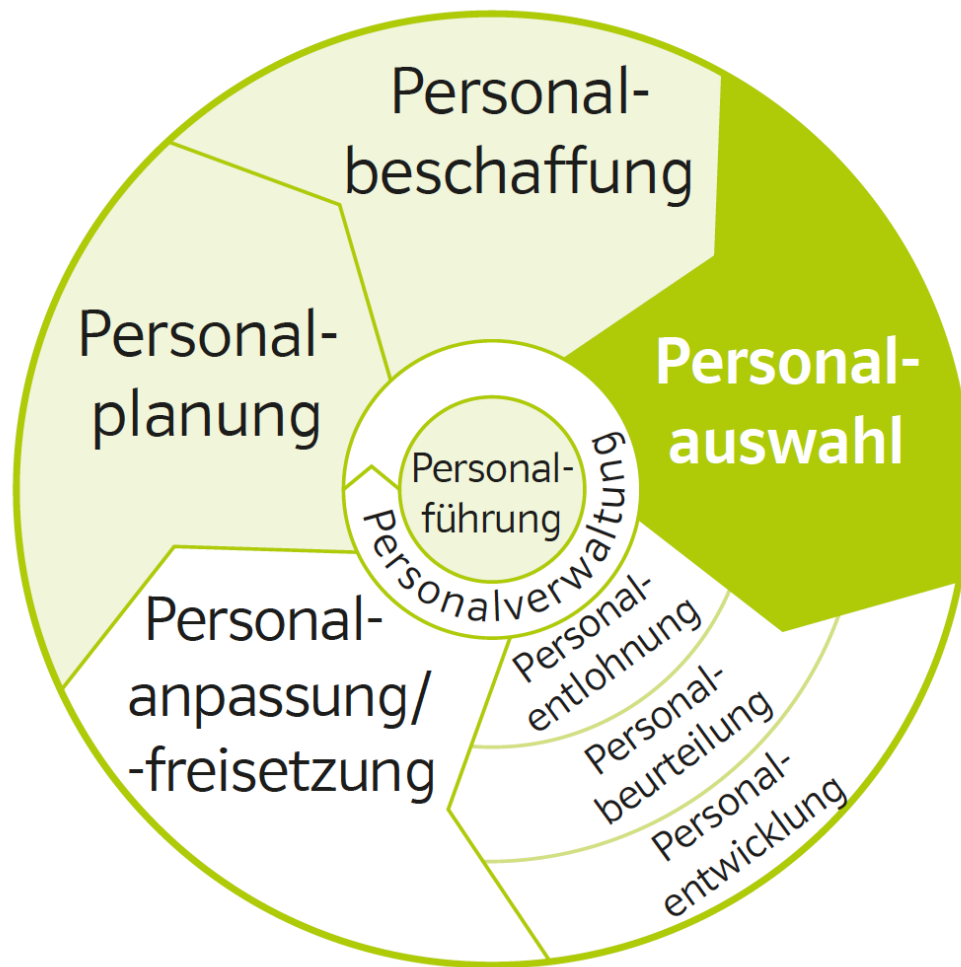 Personal-
beschaffung
Personal-
auswahl
Personal-
planung
Personal-
führung
Personalverwaltung
Personal-
entlohnung
Personal-
beurteilung
Personal-
entwicklung
Personal-
anpassung/
-freisetzung